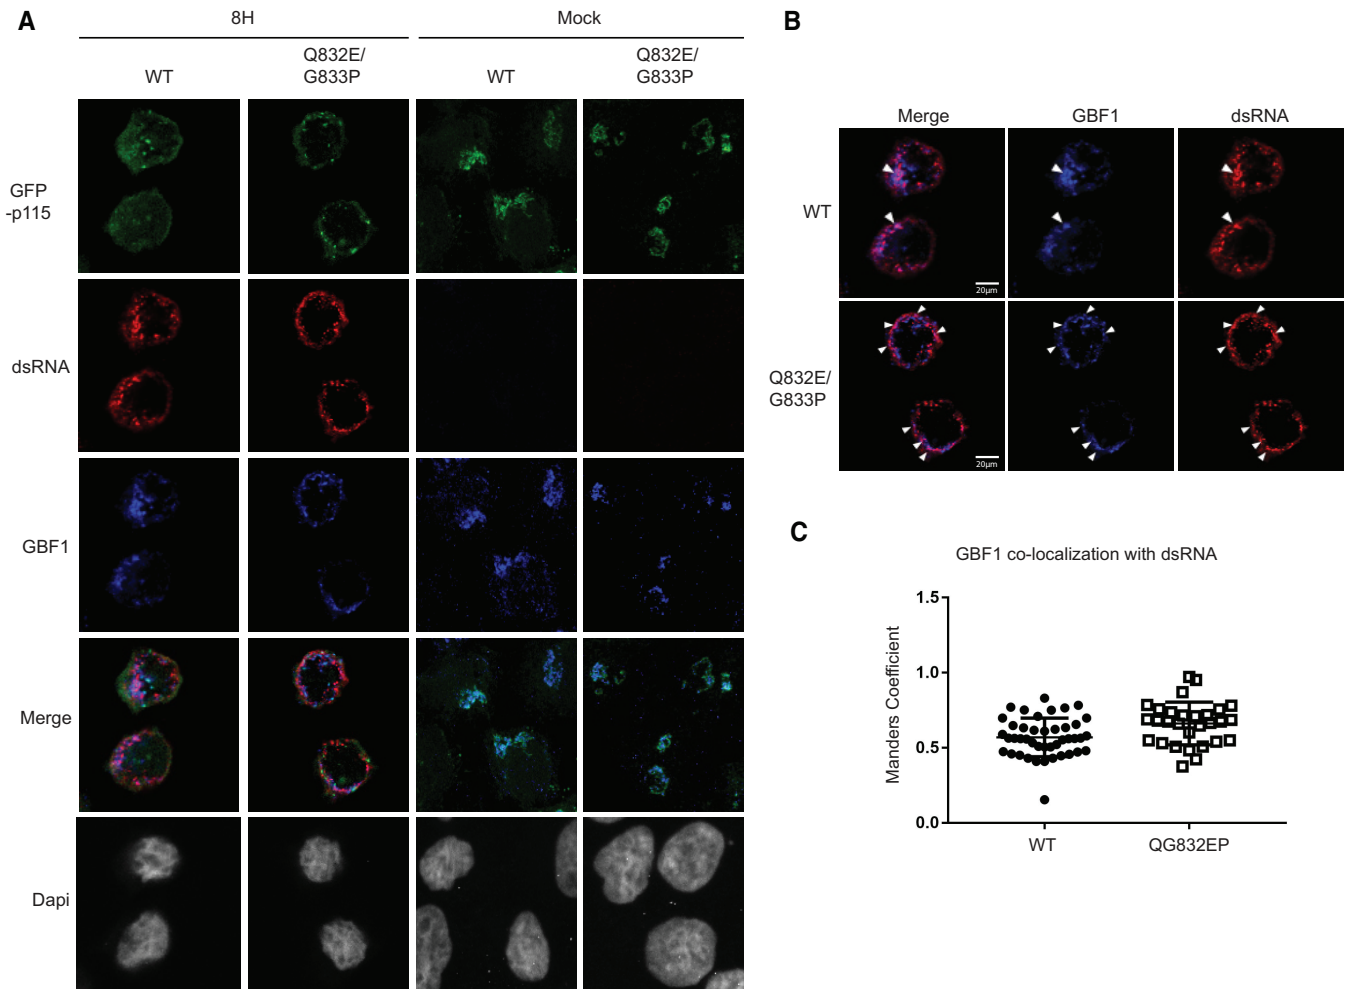 A
8H
Mock
WT
Q832E/
G833P
WT
Q832E/
G833P
GFP
-p115
dsRNA
GBF1
Merge
Dapi
B
Merge
GBF1
dsRNA
WT
20µm
Q832E/
G833P
20µm
C
GBF1 co-localization with dsRNA
Manders Coefficient
1.5
1.0
0.5
0.0
WT
QG832EP